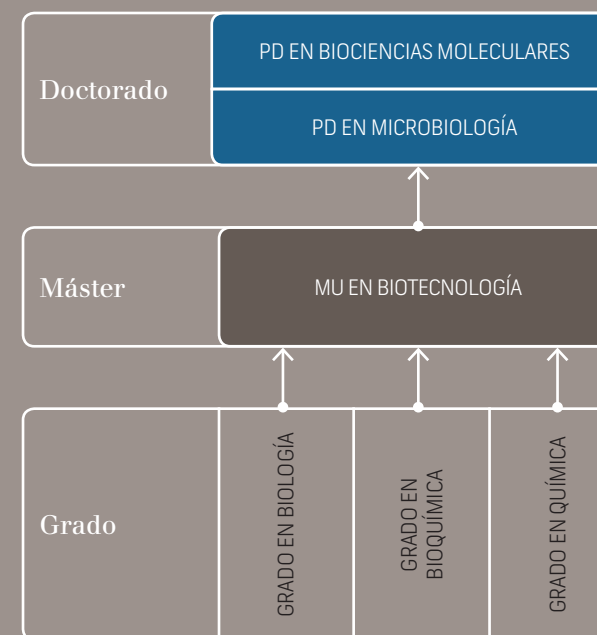 Doctorado
PD EN BIOCIENCIAS MOLECULARES
PD EN MICROBIOLOGÍA
Máster
MU EN BIOTECNOLOGÍA
Grado
GRADO EN BIOLOGÍA
GRADO EN
BIOQUÍMICA
GRADO EN QUÍMICA